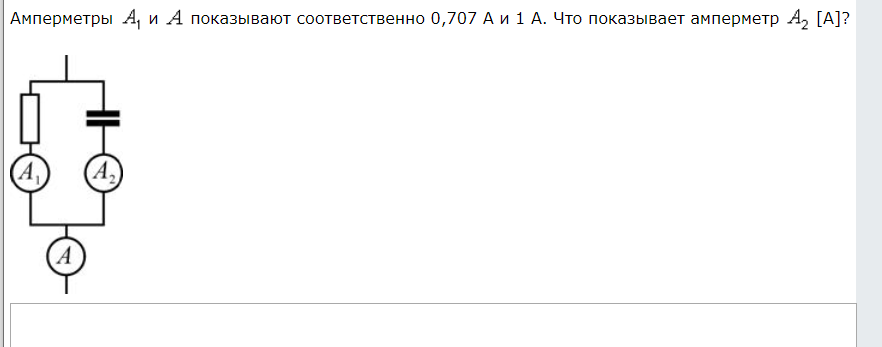 Амперметры A₁ и A показывают соответственно 0,707 А и 1 А. Что показывает амперметр A₂ [А]?
A₁
A₂
A